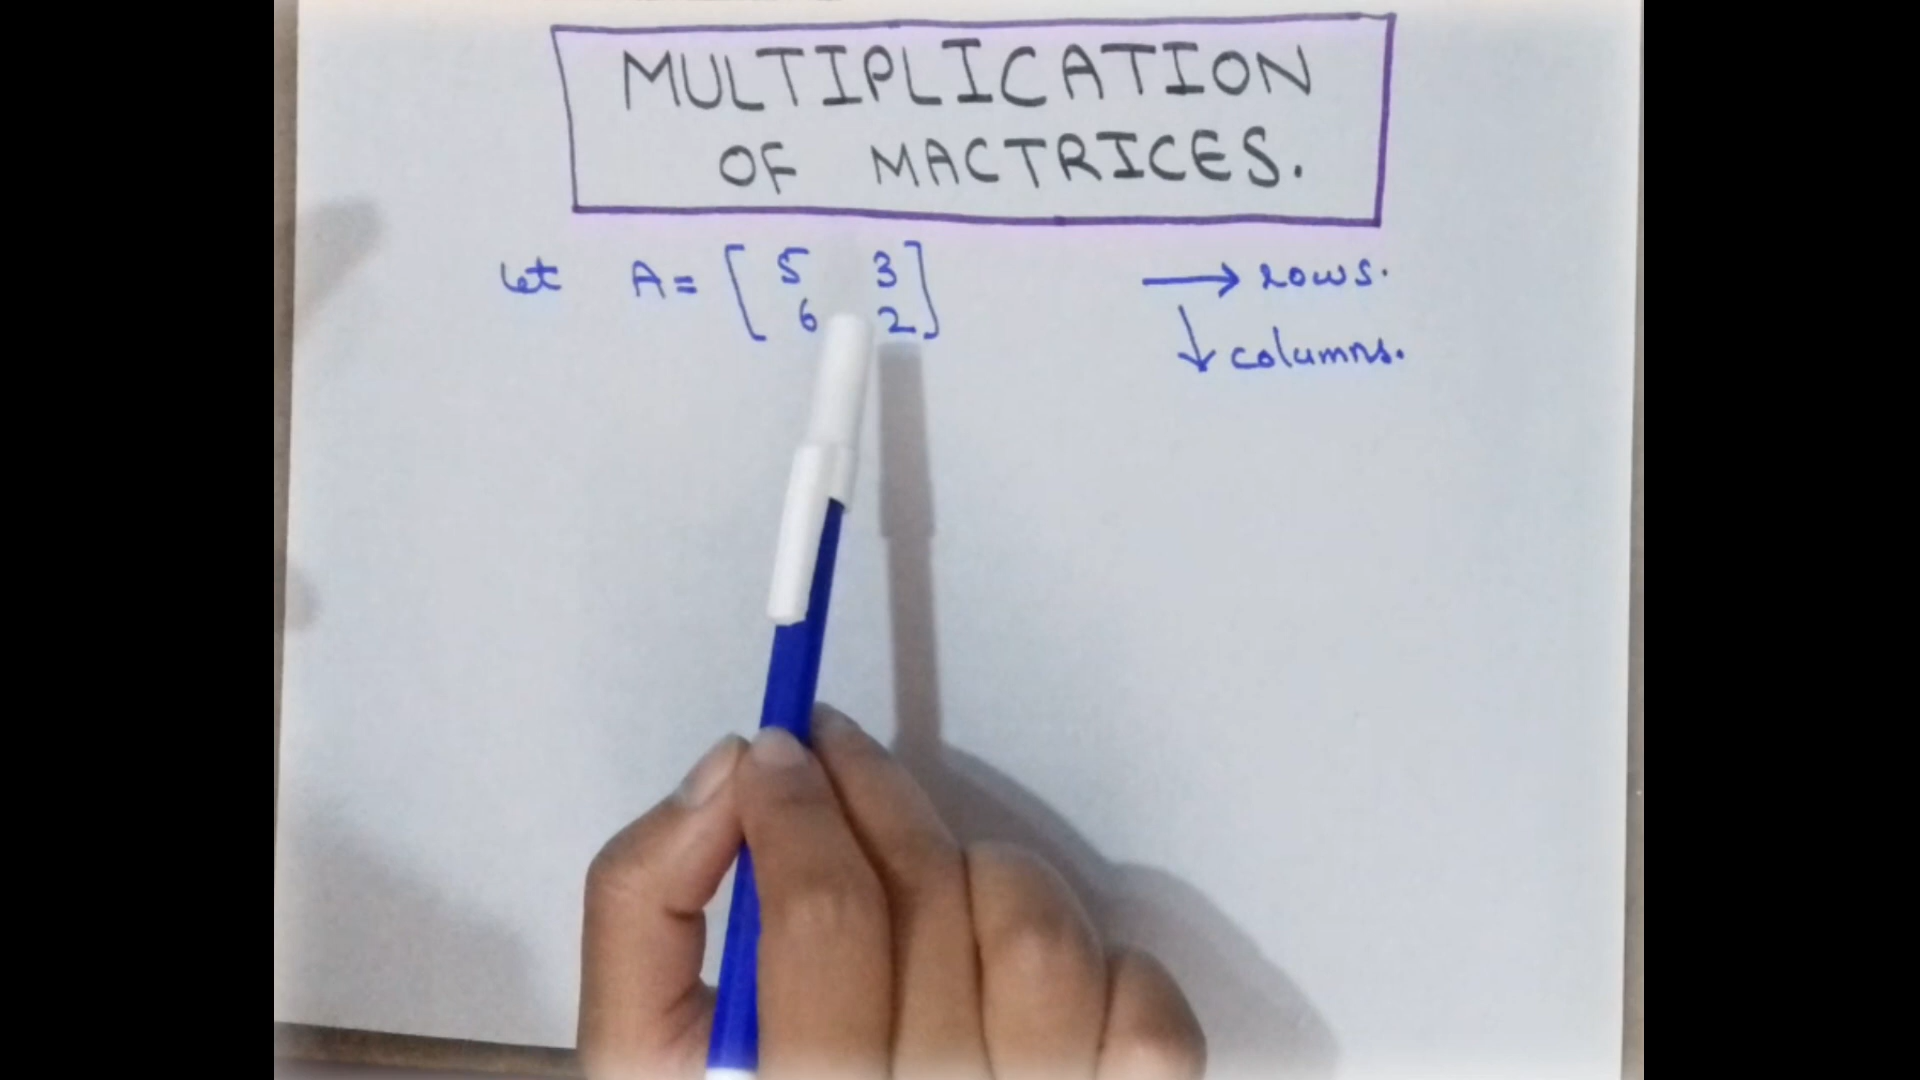 MULTIPLICATION
OF MACTRICES.
let A = [ 5 3
6 2 ]
→ rows.
↓ columns.